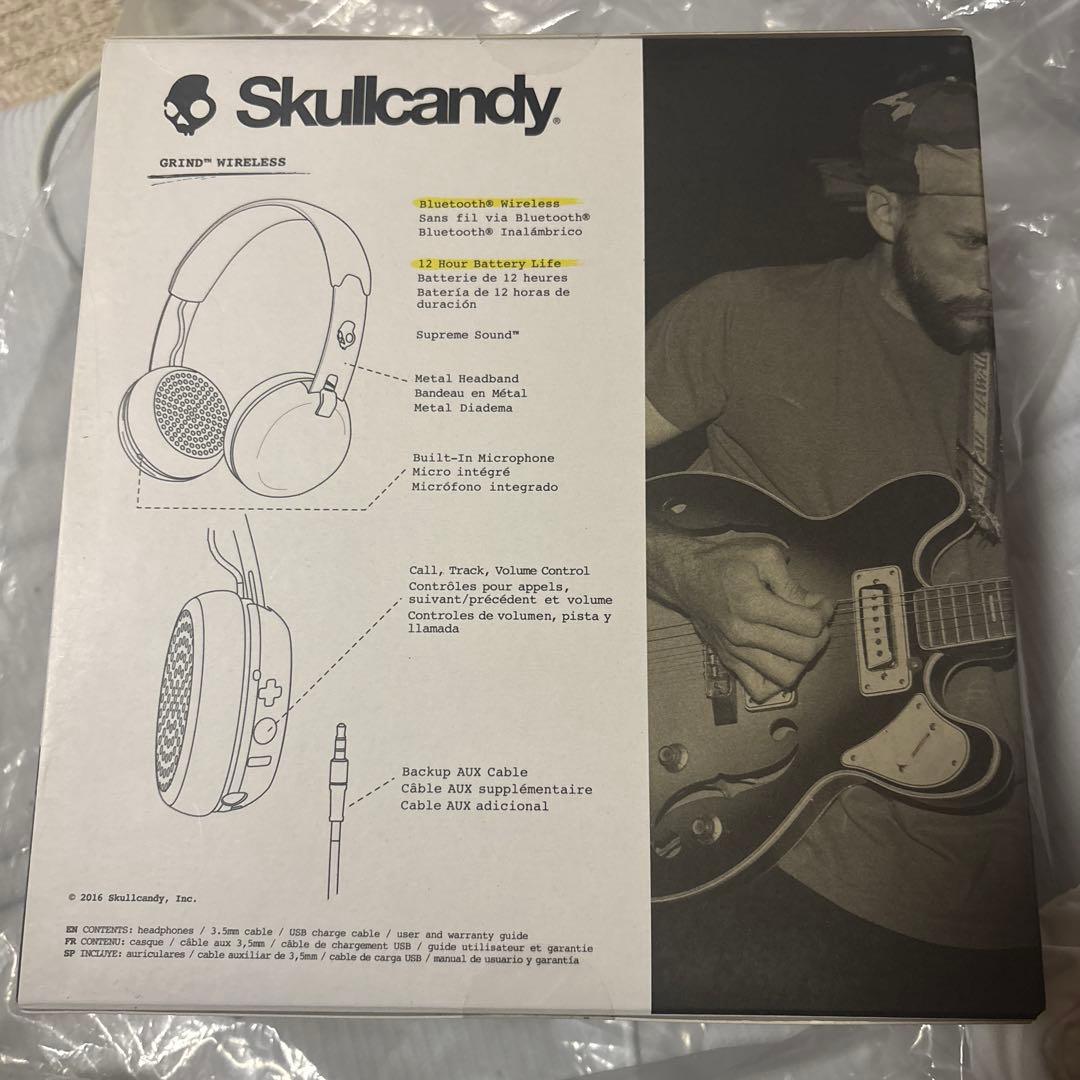 Skullcandy®
GRIND™ WIRELESS
Bluetooth® Wireless
Sans fil via Bluetooth®
Bluetooth® Inalámbrico
12 Hour Battery Life
Batterie de 12 heures
Batería de 12 horas de
duración
Supreme Sound™
Metal Headband
Bandeau en Métal
Metal Diadema
Built-In Microphone
Micro intégré
Micrófono integrado
Call, Track, Volume Control
Contrôles pour appels,
suivant/précédent et volume
Controles de volumen, pista y
llamada
Backup AUX Cable
Câble AUX supplémentaire
Cable AUX adicional
© 2016 Skullcandy, Inc.
EN CONTENTS: headphones / 3.5mm cable / USB charge cable / user and warranty guide
FR CONTENU: casque / câble aux 3,5mm / câble de chargement USB / guide utilisateur et garantie
SP INCLUYE: auriculares / cable auxiliar de 3,5mm / cable de carga USB / manual de usuario y garantía